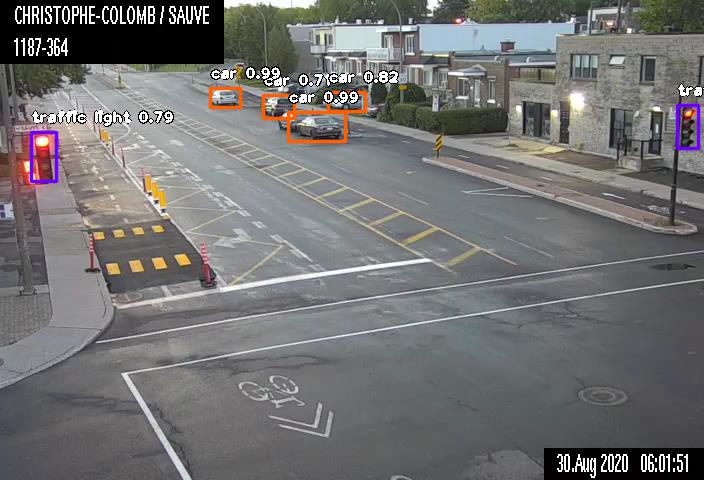 CHRISTOPHE-COLOMB / SAUVE
1187-364
car 0.99
car 0.7
car 0.82
car 0.99
traffic light 0.79
tra
30.Aug 2020 06:01:51